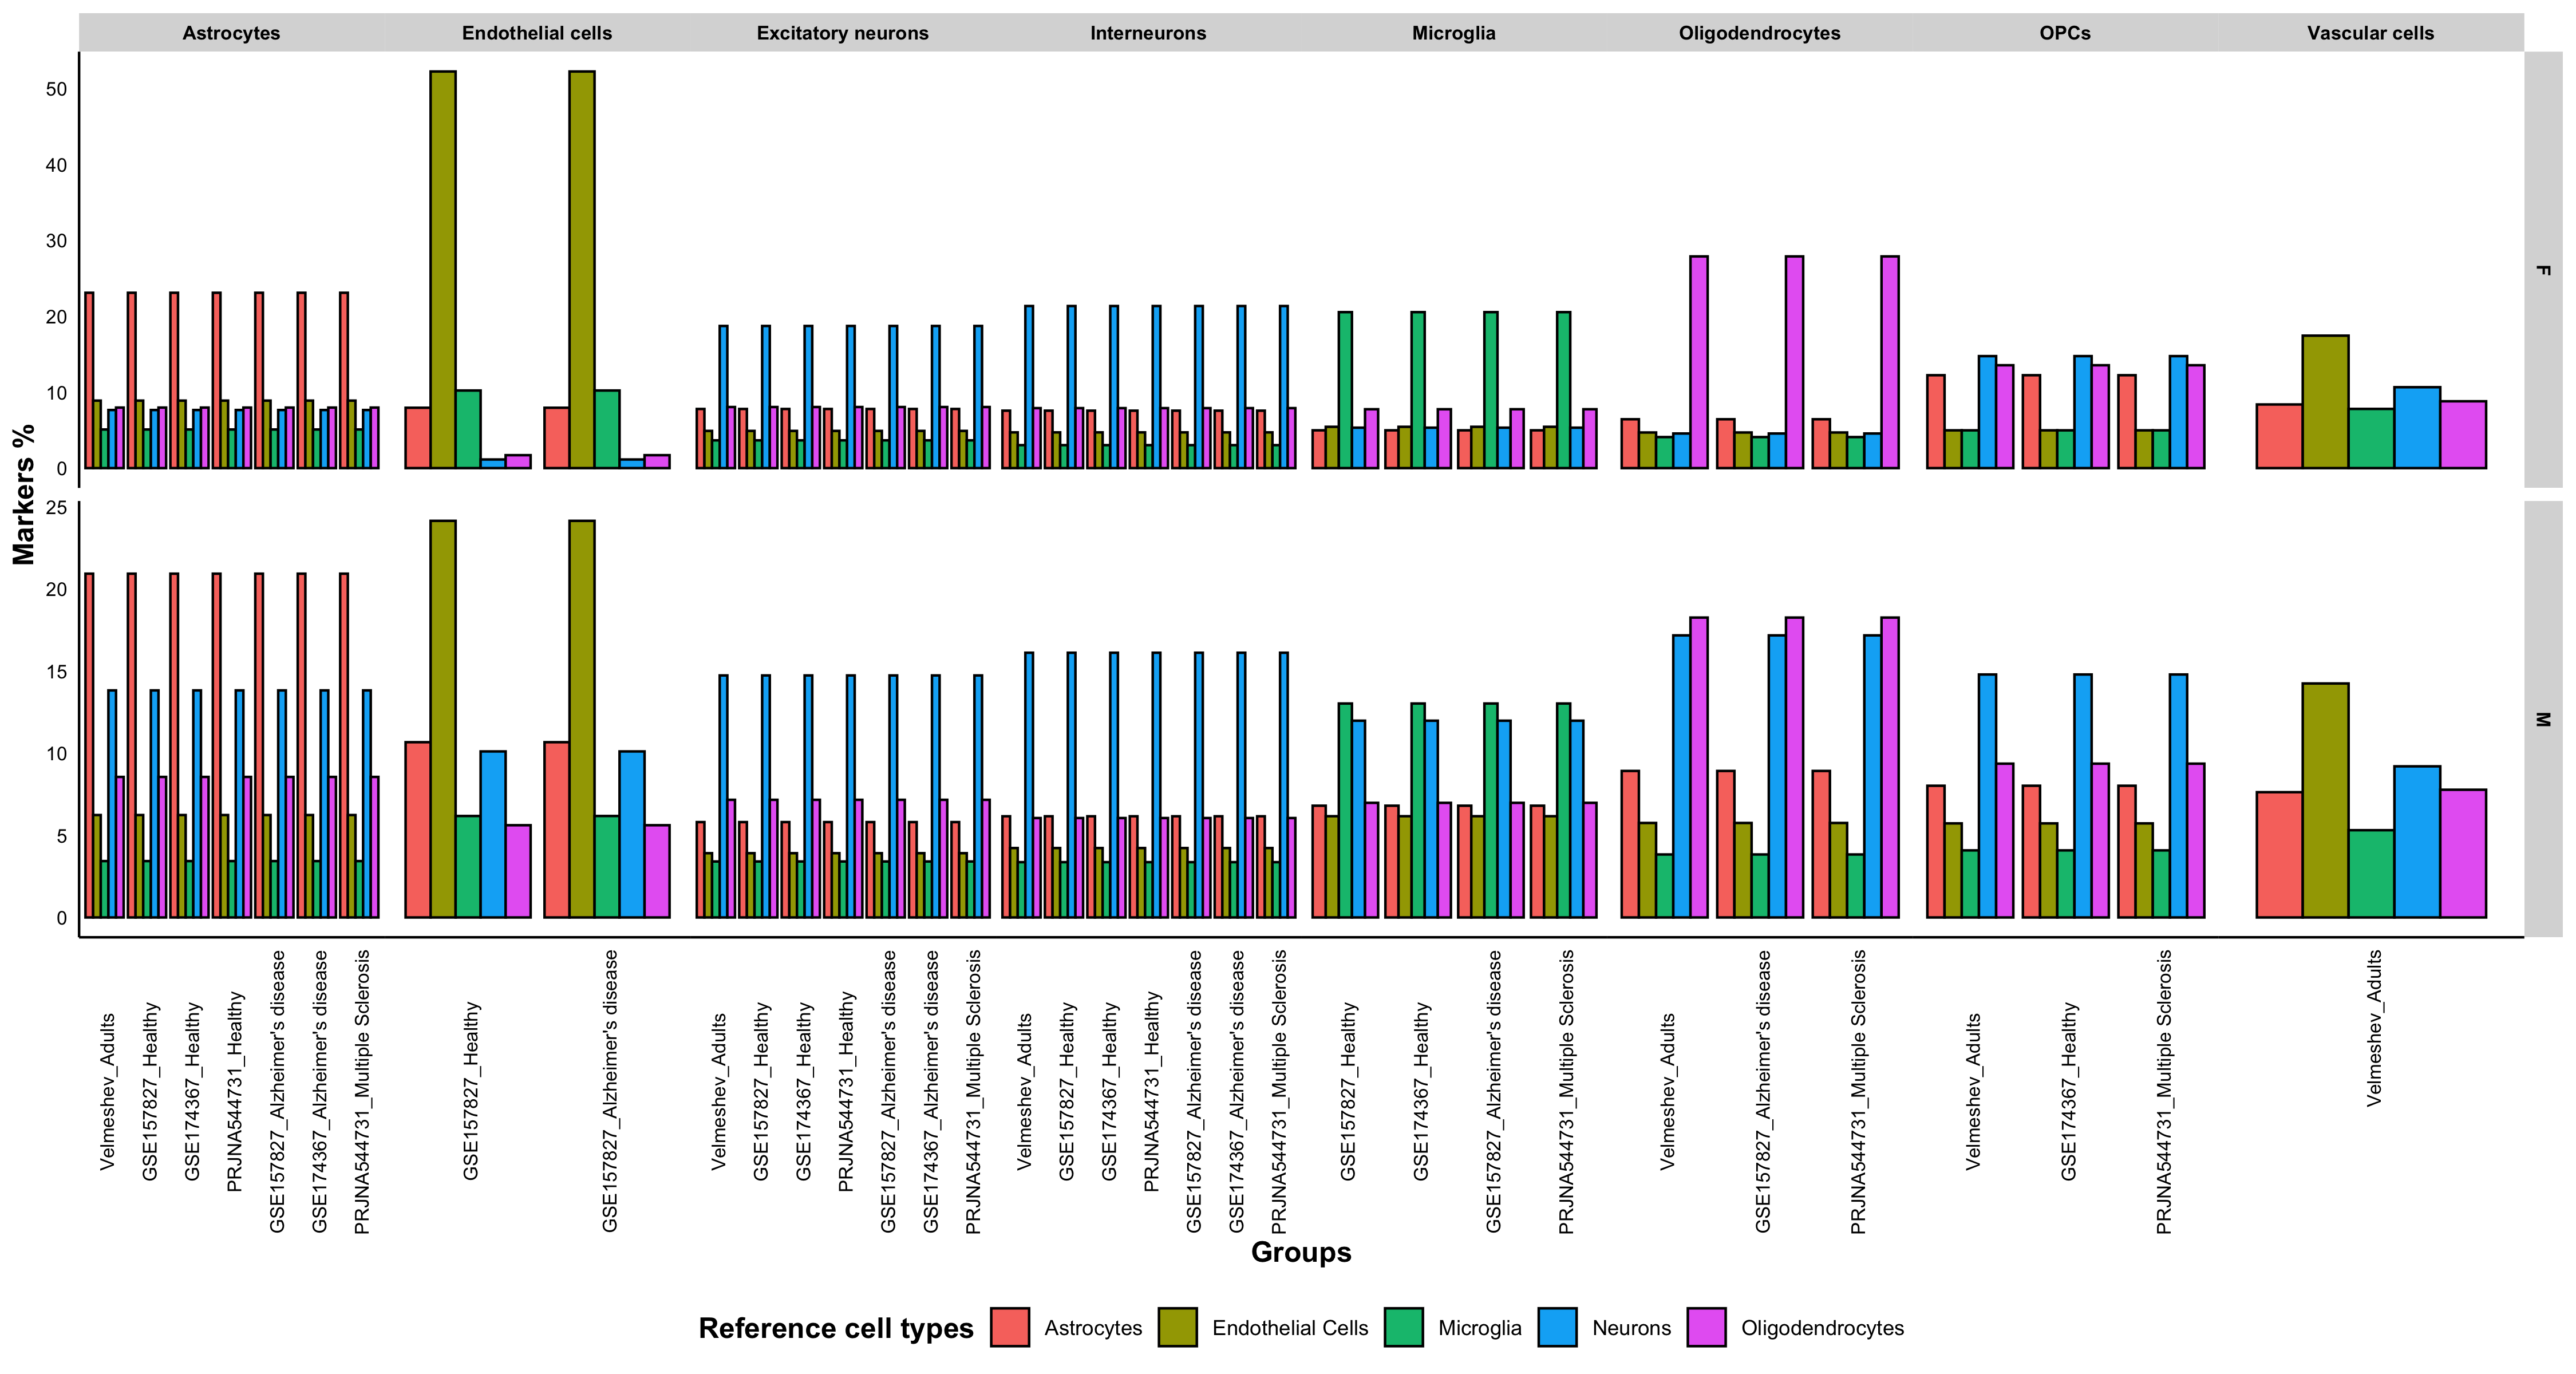 Astrocytes Endothelial cells Excitatory neurons Interneurons Microglia Oligodendrocytes OPCs Vascular cells
50
40
30
20
10
0
F
25
20
15
10
5
0
M
Markers %
Velmeshev_Adults
GSE157827_Healthy
GSE174367_Healthy
PRJNA544731_Healthy
GSE157827_Alzheimer's disease
GSE174367_Alzheimer's disease
PRJNA544731_Multiple Sclerosis
GSE157827_Healthy
GSE157827_Alzheimer's disease
Velmeshev_Adults
GSE157827_Healthy
GSE174367_Healthy
PRJNA544731_Healthy
GSE157827_Alzheimer's disease
GSE174367_Alzheimer's disease
PRJNA544731_Multiple Sclerosis
Velmeshev_Adults
GSE157827_Healthy
GSE174367_Healthy
PRJNA544731_Healthy
GSE157827_Alzheimer's disease
GSE174367_Alzheimer's disease
PRJNA544731_Multiple Sclerosis
GSE157827_Healthy
GSE174367_Healthy
GSE157827_Alzheimer's disease
PRJNA544731_Multiple Sclerosis
Velmeshev_Adults
GSE157827_Alzheimer's disease
PRJNA544731_Multiple Sclerosis
Velmeshev_Adults
GSE174367_Healthy
PRJNA544731_Multiple Sclerosis
Velmeshev_Adults
Groups
Reference cell types Astrocytes Endothelial Cells Microglia Neurons Oligodendrocytes